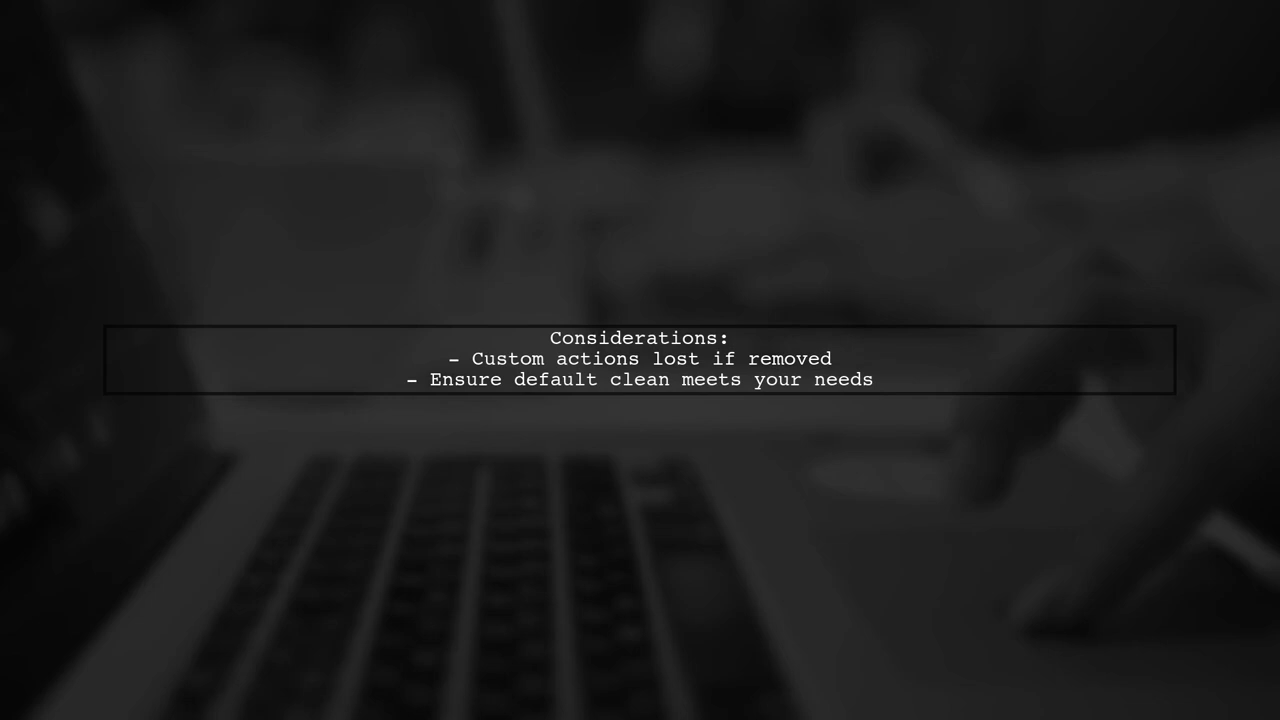 Considerations:
- Custom actions lost if removed
- Ensure default clean meets your needs